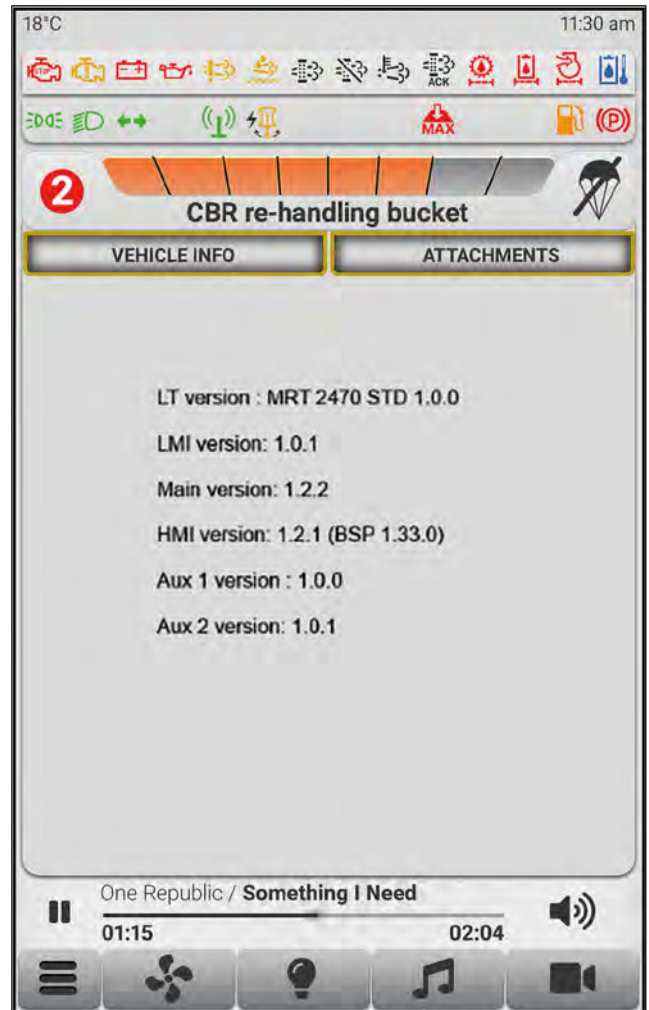 18°C 11:30 am
STOP
ACK
MAX
(P)
2
CBR re-handling bucket
VEHICLE INFO ATTACHMENTS
LT version : MRT 2470 STD 1.0.0
LMI version: 1.0.1
Main version: 1.2.2
HMI version: 1.2.1 (BSP 1.33.0)
Aux 1 version : 1.0.0
Aux 2 version: 1.0.1
One Republic / Something I Need
01:15 02:04